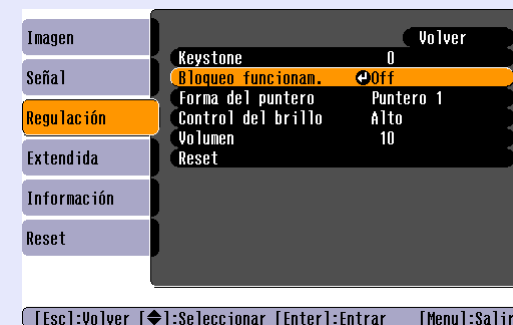 Imagen
Señal
Regulación
Extendida
Información
Reset
Volver
Keystone 0
Bloqueo funcionam. Off
Forma del puntero Puntero 1
Control del brillo Alto
Volumen 10
Reset
[Esc]:Volver [◆]:Seleccionar [Enter]:Entrar [Menu]:Salir